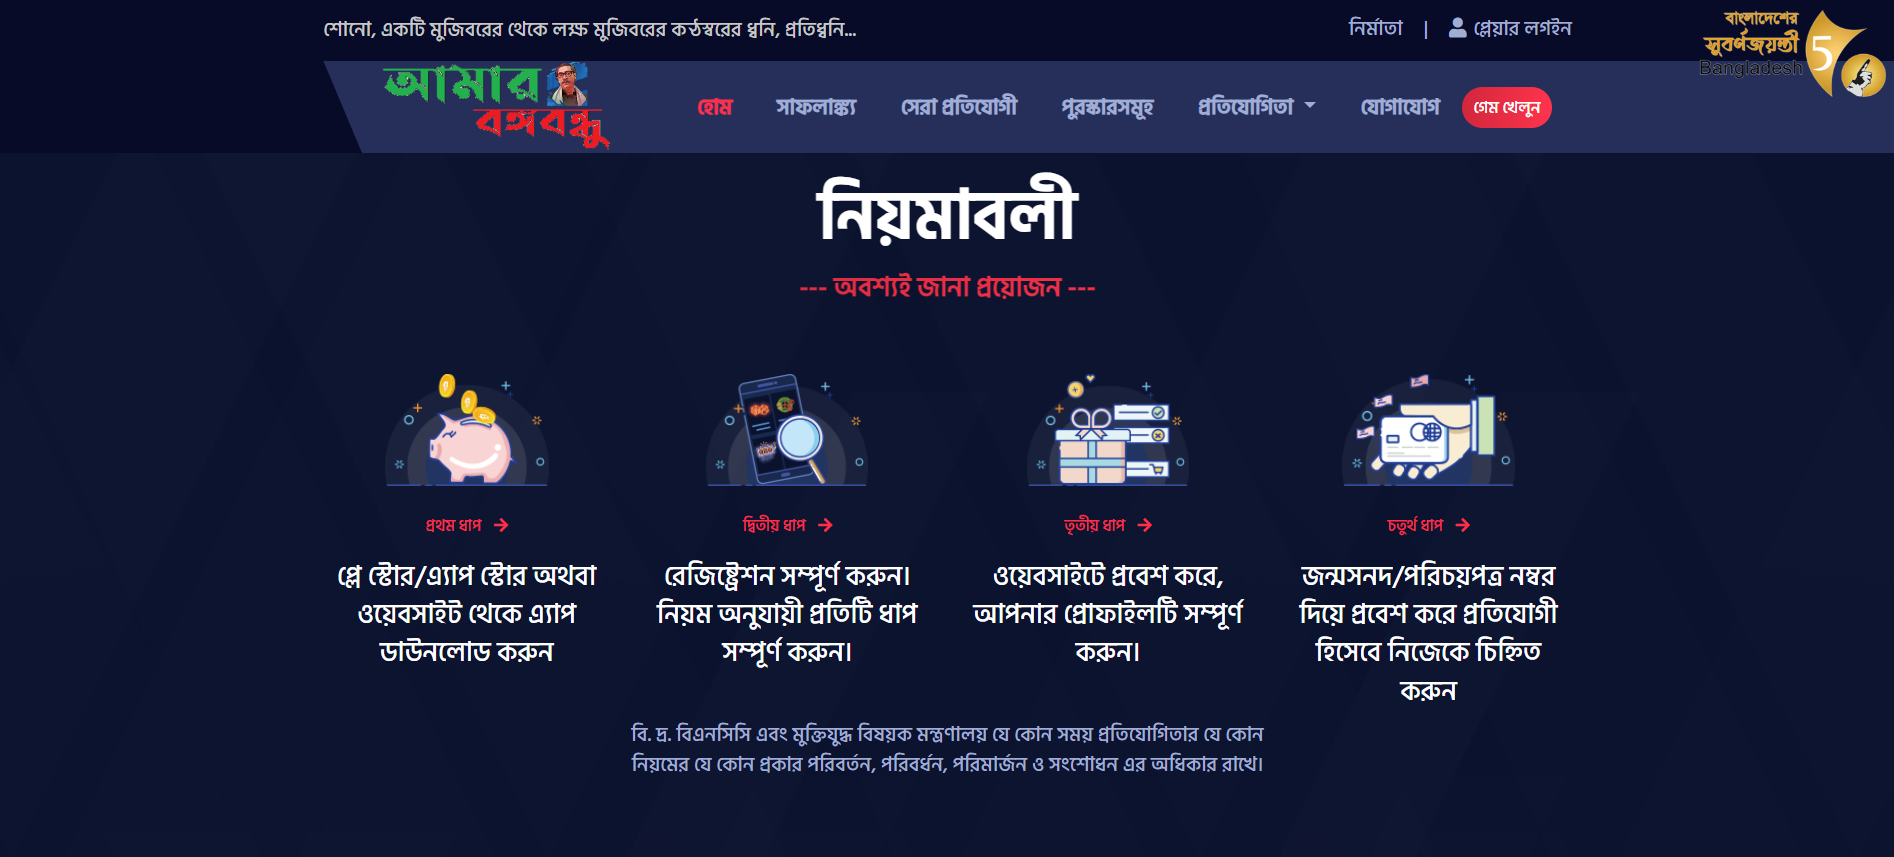 শোনো, একটি মুজিবরের থেকে লক্ষ মুজিবরের কন্ঠস্বরের ধ্বনি, প্রতিধ্বনি...
নির্মাতা | প্লেয়ার লগইন
বাংলাদেশের
সুবর্ণজয়ন্তী
Bangladesh
5
আমার
বঙ্গবন্ধু
হোম সাফলাঙ্ক্য সেরা প্রতিযোগী পুরস্কারসমূহ প্রতিযোগিতা যোগাযোগ গেম খেলুন
নিয়মাবলী
--- অবশ্যই জানা প্রয়োজন ---
প্রথম ধাপ →
প্লে স্টোর/এ্যাপ স্টোর অথবা
ওয়েবসাইট থেকে এ্যাপ
ডাউনলোড করুন
দ্বিতীয় ধাপ →
রেজিষ্ট্রেশন সম্পূর্ণ করুন।
নিয়ম অনুযায়ী প্রতিটি ধাপ
সম্পূর্ণ করুন।
তৃতীয় ধাপ →
ওয়েবসাইটে প্রবেশ করে,
আপনার প্রোফাইলটি সম্পূর্ণ
করুন।
চতুর্থ ধাপ →
জন্মসনদ/পরিচয়পত্র নম্বর
দিয়ে প্রবেশ করে প্রতিযোগী
হিসেবে নিজেকে চিহ্নিত
করুন
বি. দ্র. বিএনসিসি এবং মুক্তিযুদ্ধ বিষয়ক মন্ত্রণালয় যে কোন সময় প্রতিযোগিতার যে কোন
নিয়মের যে কোন প্রকার পরিবর্তন, পরিবর্ধন, পরিমার্জন ও সংশোধন এর অধিকার রাখে।